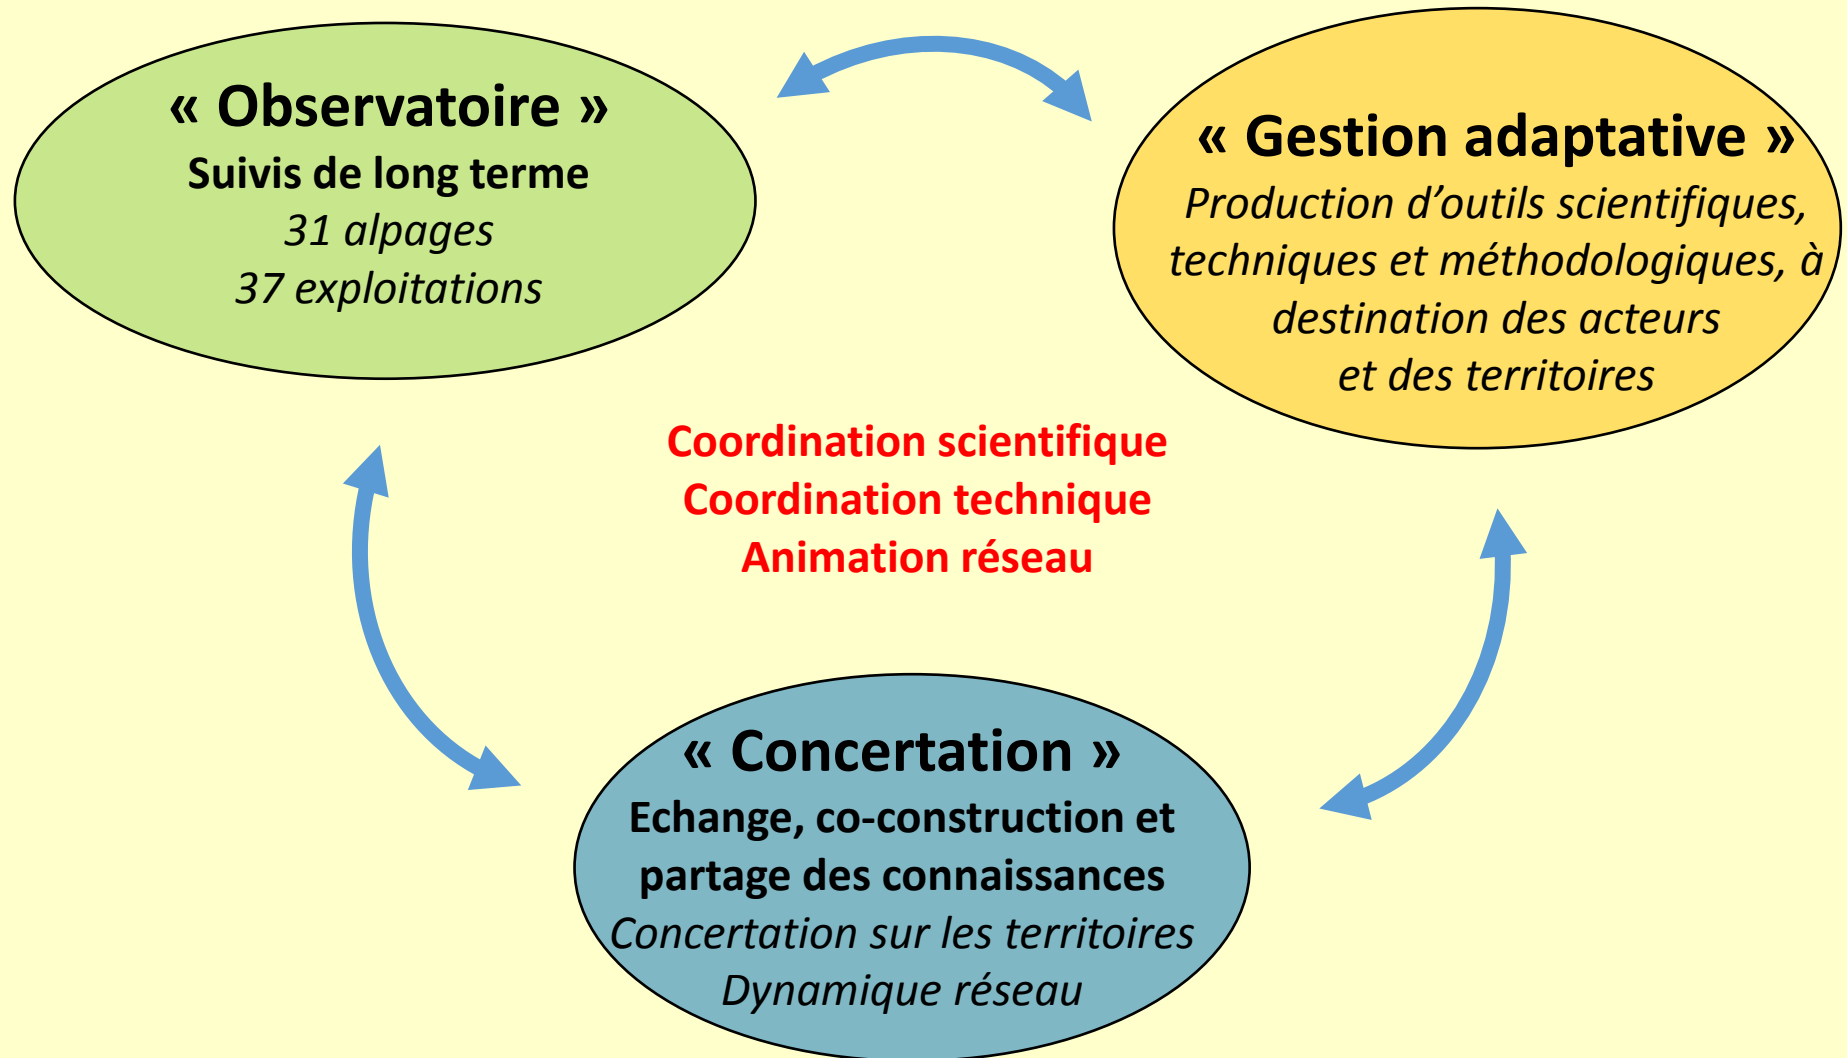 « Observatoire »
Suivis de long terme
31 alpages
37 exploitations
« Gestion adaptative »
Production d’outils scientifiques,
techniques et méthodologiques, à
destination des acteurs
et des territoires
Coordination scientifique
Coordination technique
Animation réseau
« Concertation »
Echange, co-construction et
partage des connaissances
Concertation sur les territoires
Dynamique réseau